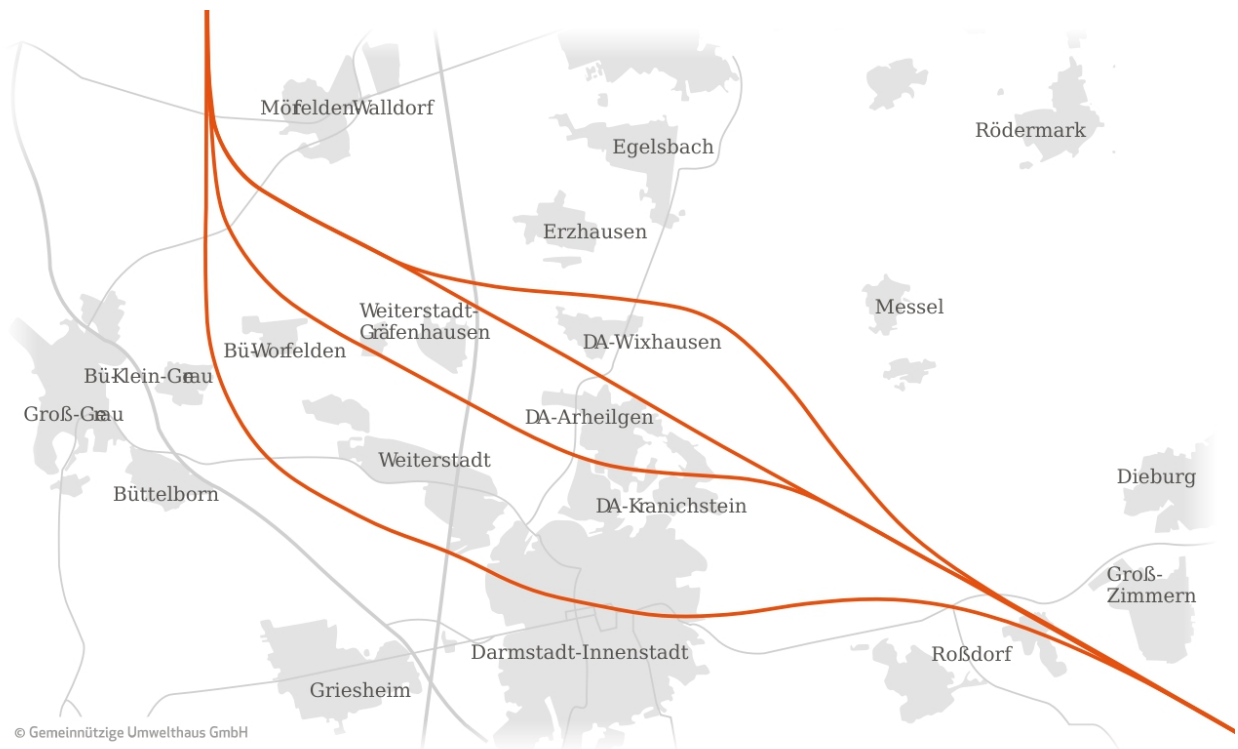 Mörfelden-Walldorf
Rödermark
Egelsbach
Erzhausen
Messel
Weiterstadt-
Gräfenhausen
DA-Wixhausen
Bü-Worfelden
Bü-Klein-Gerau
Groß-Gerau
DA-Arheilgen
Weiterstadt
Dieburg
Büttelborn
DA-Kranichstein
Groß-
Zimmern
Darmstadt-Innenstadt
Roßdorf
Griesheim
© Gemeinnützige Umwelthaus GmbH